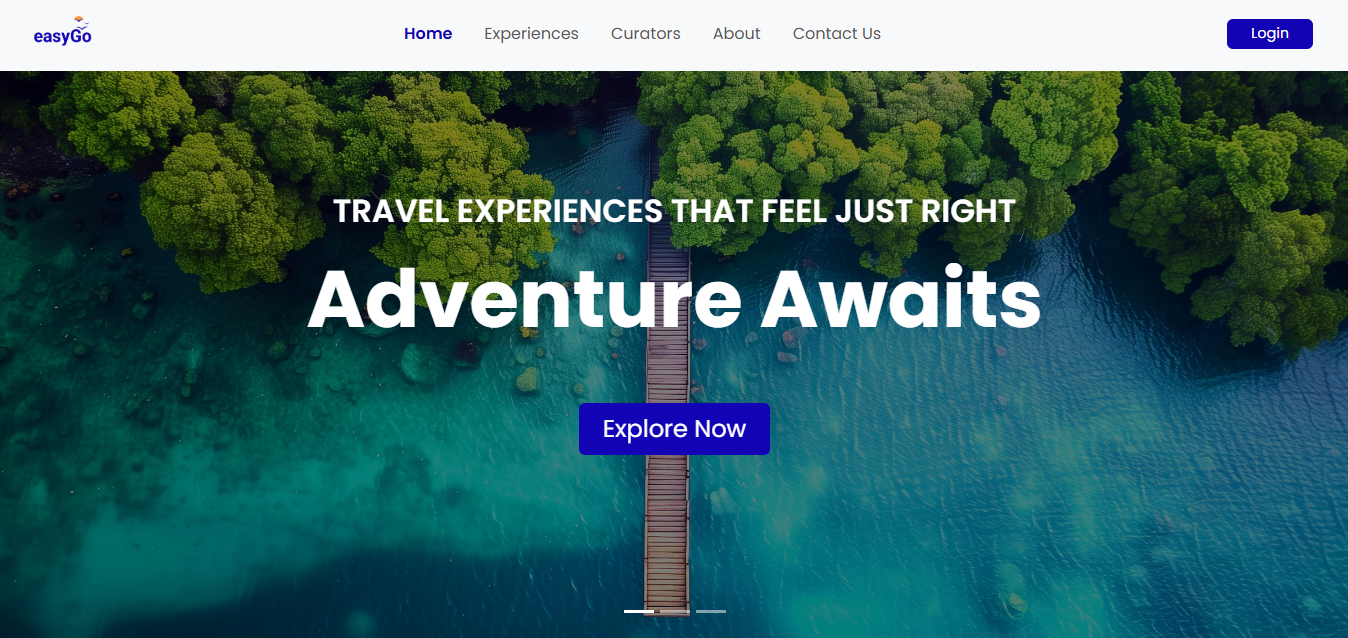 easyGo
Home Experiences Curators About Contact Us
Login
TRAVEL EXPERIENCES THAT FEEL JUST RIGHT
Adventure Awaits
Explore Now